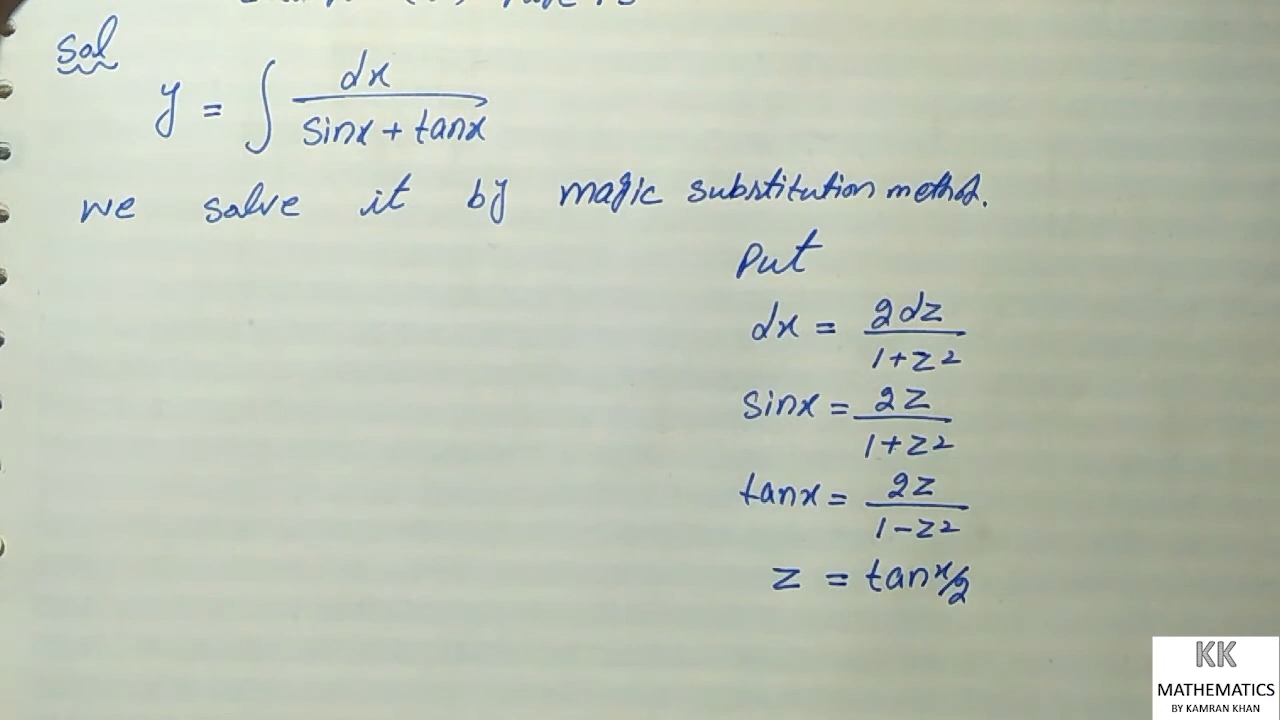 Sol
y = ∫ dx / sinx + tanx
we solve it by magic substitution method.
Put
dx = 2dz / 1+z²
sinx = 2z / 1+z²
tanx = 2z / 1-z²
z = tan x/2
KK
MATHEMATICS
BY KAMRAN KHAN